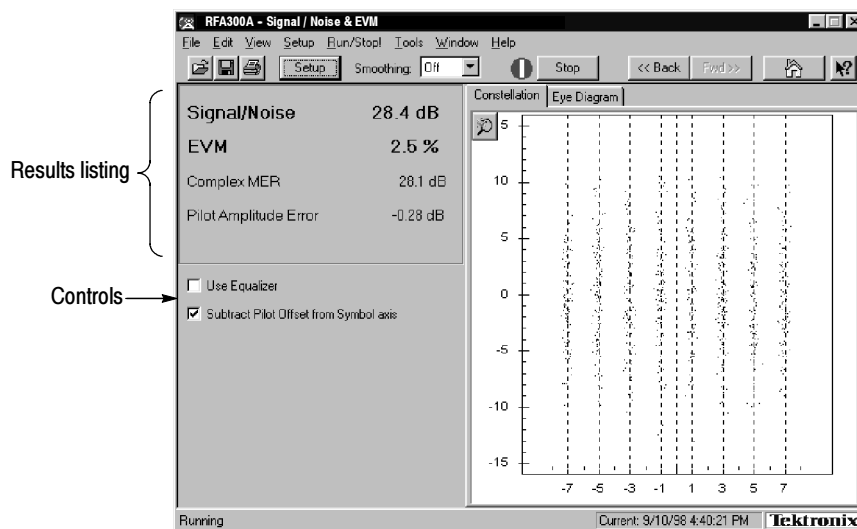 RFA300A - Signal / Noise & EVM
File Edit View Setup Run/Stop! Tools Window Help
Setup Smoothing: Off Stop << Back Fwd >>
Results listing
Signal/Noise 28.4 dB
EVM 2.5 %
Complex MER 28.1 dB
Pilot Amplitude Error -0.28 dB
Controls
Use Equalizer
Subtract Pilot Offset from Symbol axis
Constellation Eye Diagram
5
10
5
0
-5
-10
-15
-7 -5 -3 -1 1 3 5 7
Running Current: 9/10/98 4:40:21 PM Tektronix